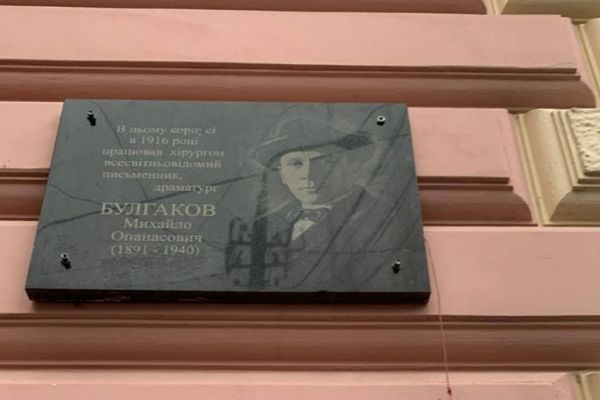 В цьому корпусі
в 1916 році
працював хірургом
всесвітньовідомий
письменник,
драматург
БУЛГАКОВ
Михайло
Опанасович
(1891 - 1940)